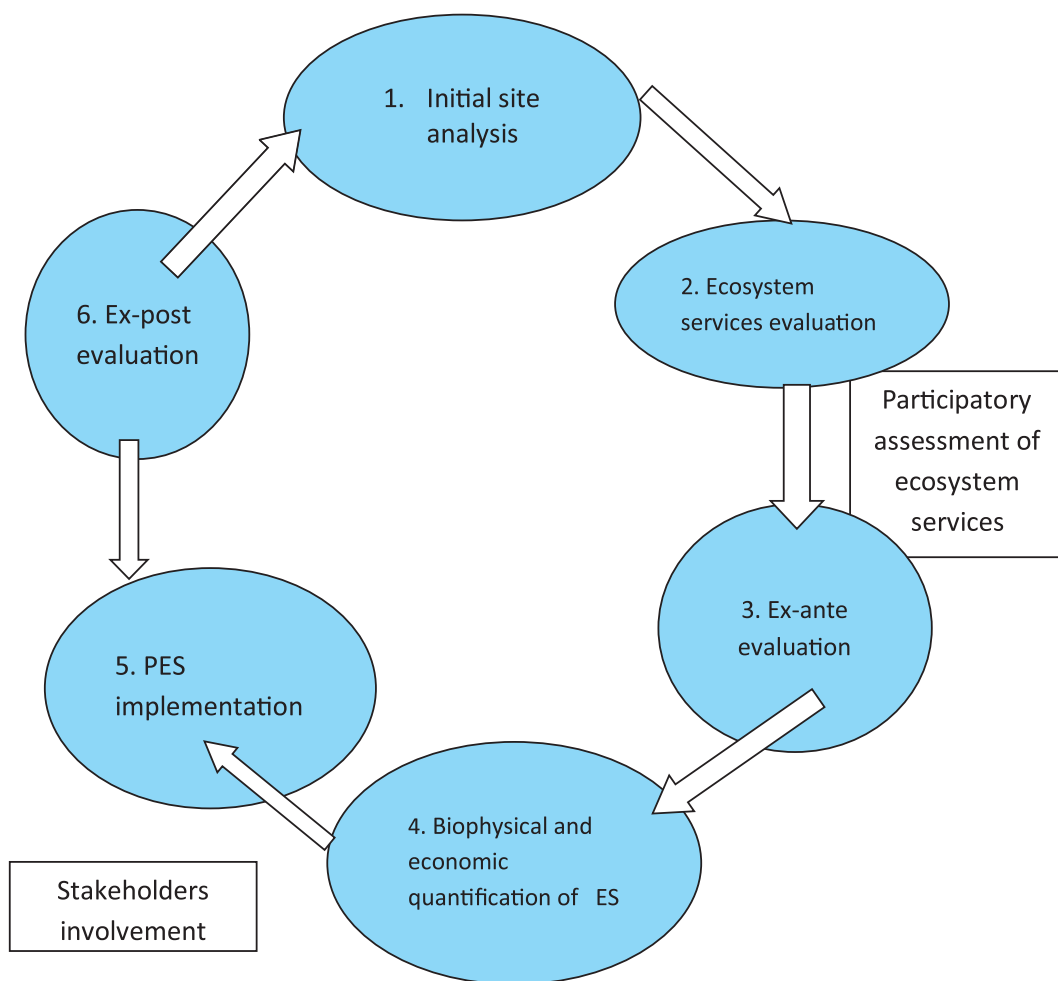 1. Initial site
analysis
2. Ecosystem
services evaluation
Participatory
assessment of
ecosystem
services
3. Ex-ante
evaluation
4. Biophysical and
economic
quantification of ES
5. PES
implementation
6. Ex-post
evaluation
Stakeholders
involvement